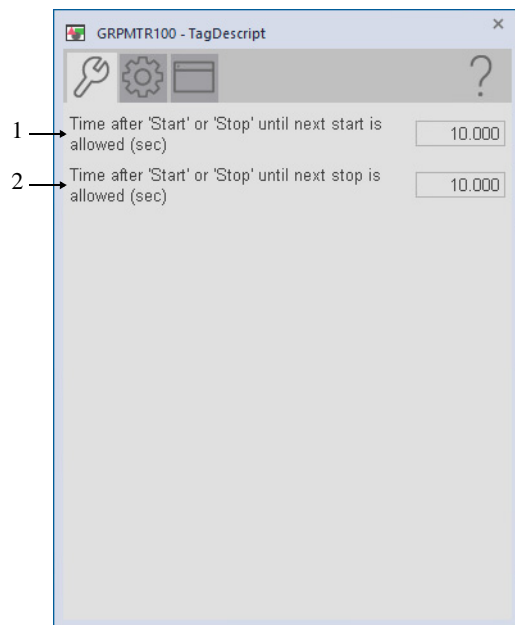 GRPMTR100 - TagDescript
?
1
Time after 'Start' or 'Stop' until next start is
allowed (sec)
10.000
2
Time after 'Start' or 'Stop' until next stop is
allowed (sec)
10.000